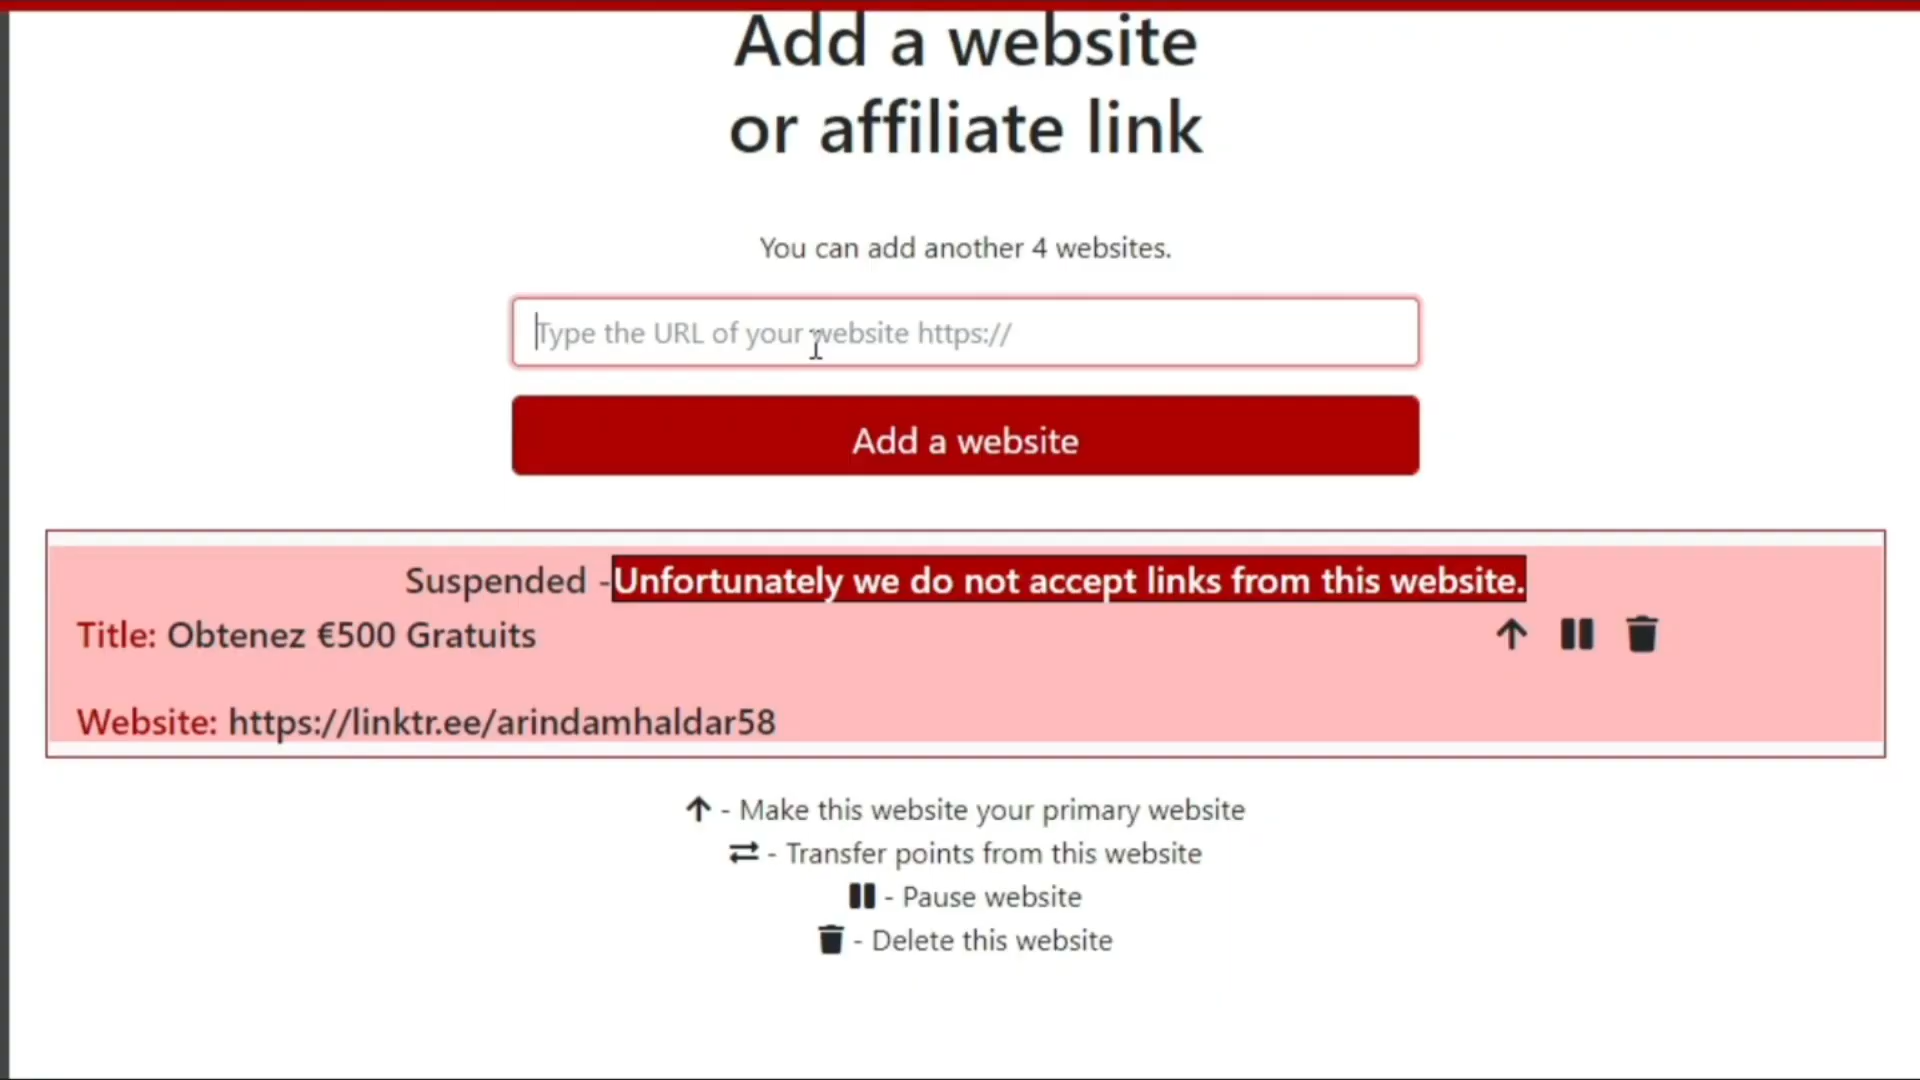 Add a website
or affiliate link
You can add another 4 websites.
Type the URL of your website https://
Add a website
Suspended -Unfortunately we do not accept links from this website.
Title: Obtenez €500 Gratuits
Website: https://linktr.ee/arindamhaldar58
- Make this website your primary website
- Transfer points from this website
- Pause website
- Delete this website